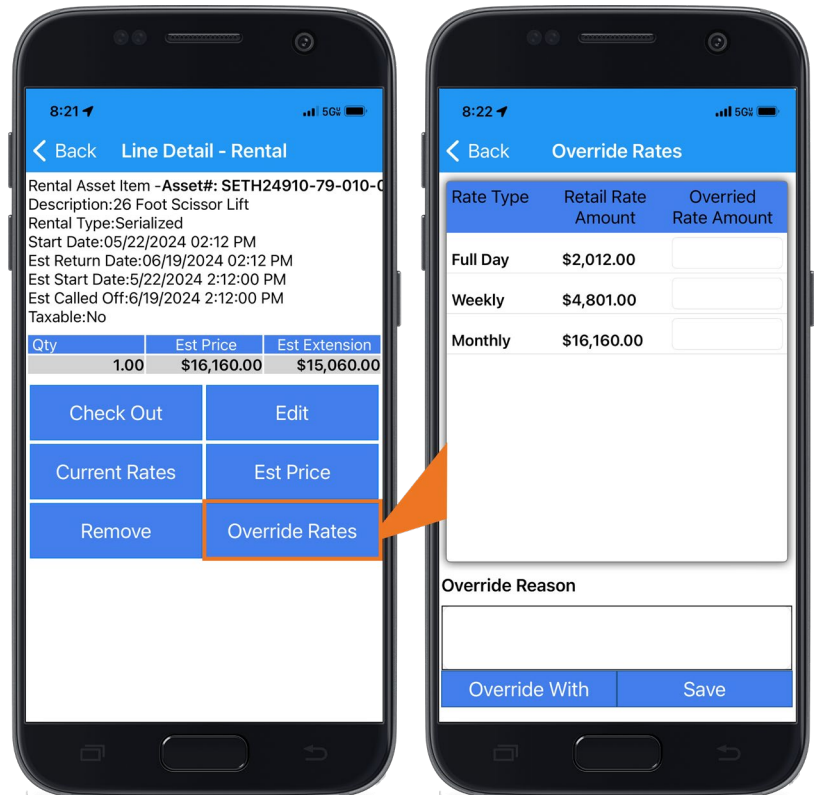 8:21
5G
Back Line Detail - Rental
Rental Asset Item -Asset#: SETH24910-79-010-
Description:26 Foot Scissor Lift
Rental Type:Serialized
Start Date:05/22/2024 02:12 PM
Est Return Date:06/19/2024 02:12 PM
Est Start Date:5/22/2024 2:12:00 PM
Est Called Off:6/19/2024 2:12:00 PM
Taxable:No
Qty Est Price Est Extension
1.00 $16,160.00 $15,060.00
Check Out Edit
Current Rates Est Price
Remove Override Rates
8:22
5G
Back Override Rates
Rate Type Retail Rate Amount Overried Rate Amount
Full Day $2,012.00
Weekly $4,801.00
Monthly $16,160.00
Override Reason
Override With Save